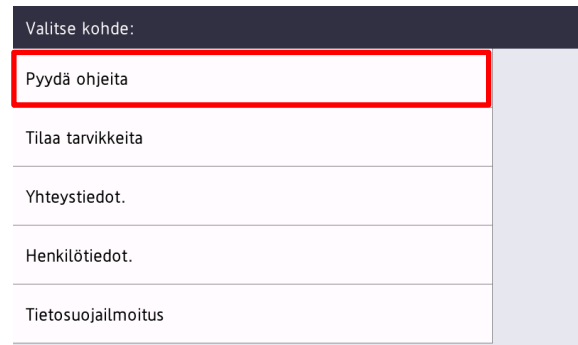 Valitse kohde:
Pyydä ohjeita
Tilaa tarvikkeita
Yhteystiedot.
Henkilötiedot.
Tietosuojailmoitus